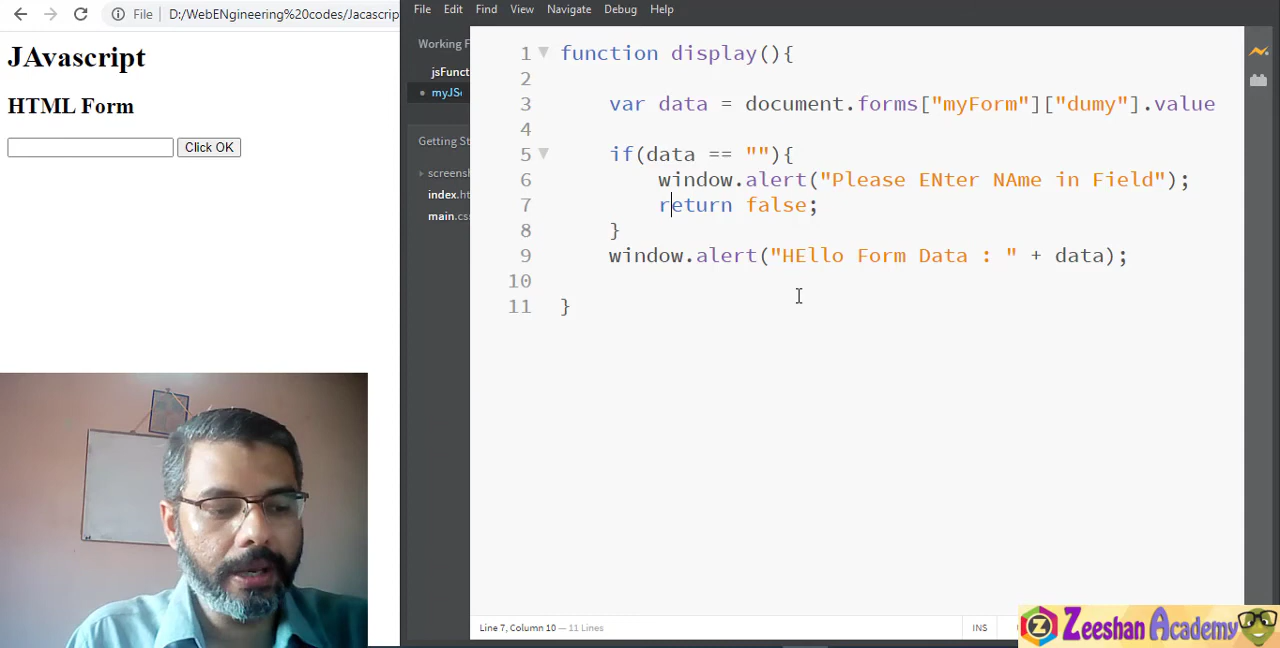 File D:/WebENgineering%20codes/Jacascrip
JAvascript
HTML Form
Click OK
File Edit Find View Navigate Debug Help
Working F
jsFunct
myJSc
Getting St
screensh
index.ht
main.cs
1 function display(){
2
3 var data = document.forms["myForm"]["dumy"].value
4
5 if(data == ""){
6 window.alert("Please ENter NAme in Field");
7 return false;
8 }
9 window.alert("HEllo Form Data : " + data);
10
11 }
Line 7, Column 10 — 11 Lines
INS
Zeeshan Academy